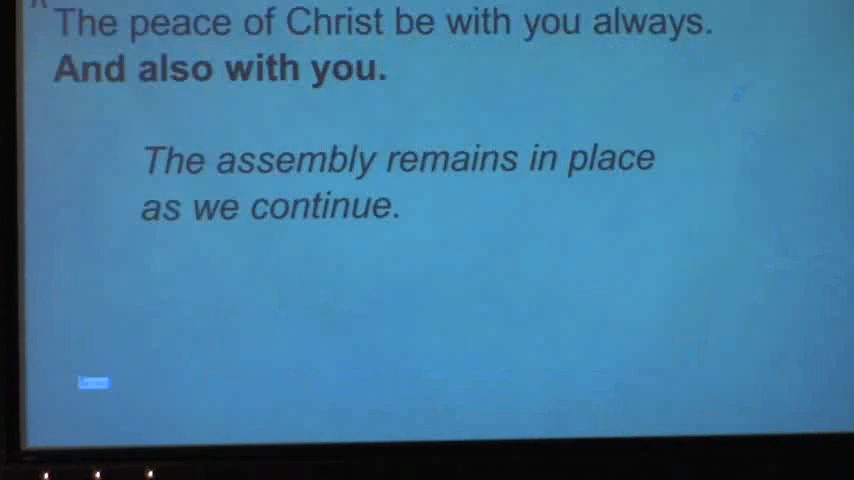 The peace of Christ be with you always.
And also with you.
The assembly remains in place
as we continue.